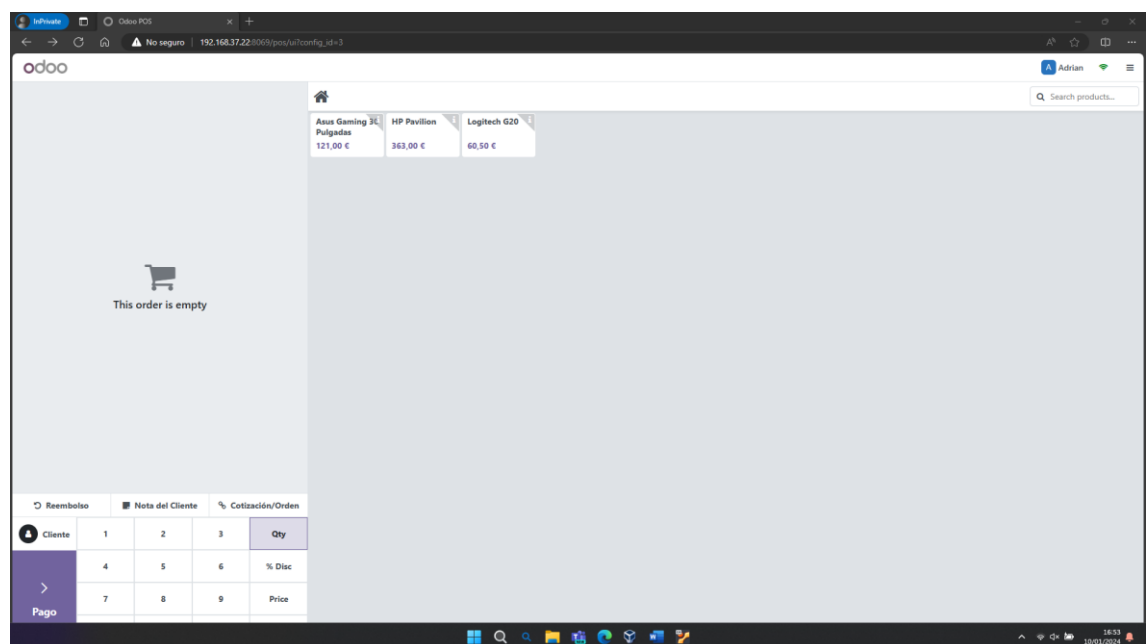 InPrivate
Odoo POS
No seguro | 192.168.37.22:8069/pos/ui?config_id=3
odoo
A Adrian
Search products...
Asus Gaming
Pulgadas
121,00 €
HP Pavilion
363,00 €
Logitech G20
60,50 €
This order is empty
Reembolso
Nota del Cliente
Cotización/Orden
Cliente
1 2 3 Qty
4 5 6 % Disc
7 8 9 Price
Pago
16:53
10/01/2024